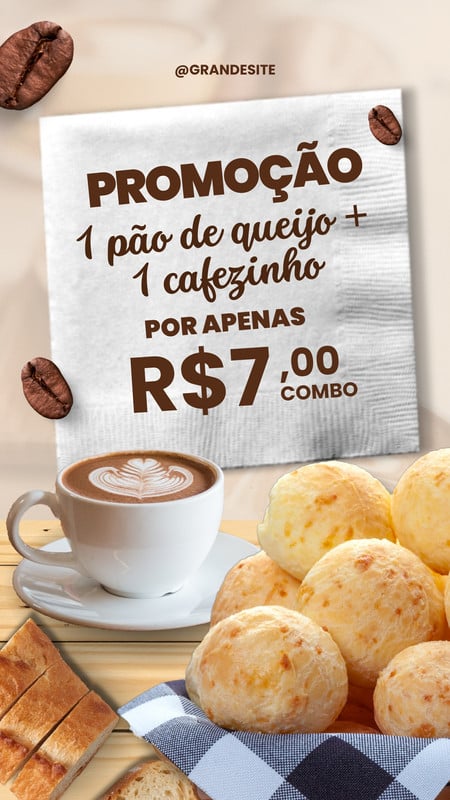 @GRANDESITE
PROMOÇÃO
1 pão de queijo +
1 cafezinho
POR APENAS
R$7,00
COMBO